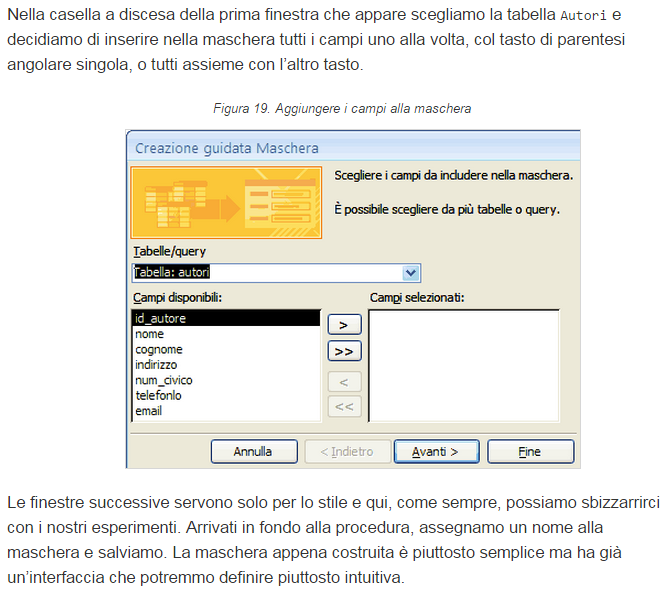 Nella casella a discesa della prima finestra che appare scegliamo la tabella Autori e
decidiamo di inserire nella maschera tutti i campi uno alla volta, col tasto di parentesi
angolare singola, o tutti assieme con l'altro tasto.
Figura 19. Aggiungere i campi alla maschera
Creazione guidata Maschera
Scegliere i campi da includere nella maschera.
È possibile scegliere da più tabelle o query.
Tabelle/query
Tabella: autori
Campi disponibili:
Campi selezionati:
id_autore
nome
cognome
indirizzo
num_civico
telefonlo
email
>
>>
<
<<
Annulla
< Indietro
Avanti >
Fine
Le finestre successive servono solo per lo stile e qui, come sempre, possiamo sbizzarrirci
con i nostri esperimenti. Arrivati in fondo alla procedura, assegnamo un nome alla
maschera e salviamo. La maschera appena costruita è piuttosto semplice ma ha già
un'interfaccia che potremmo definire piuttosto intuitiva.